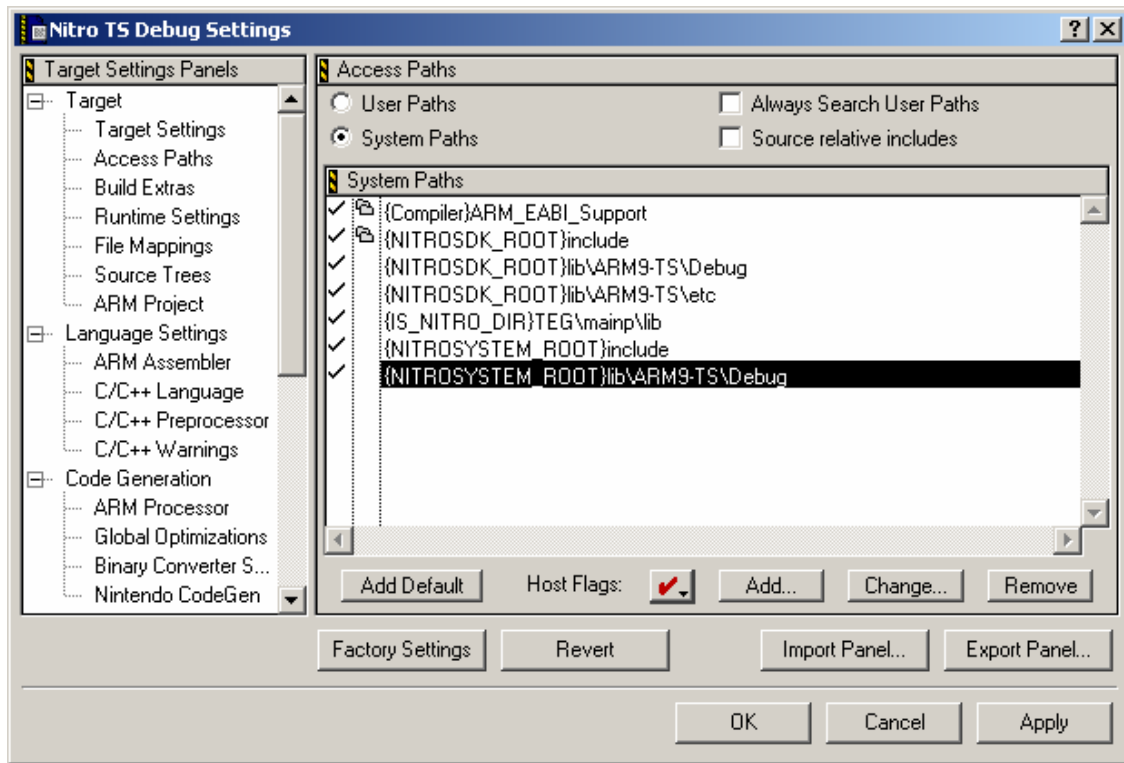 Nitro TS Debug Settings
Target Settings Panels
Target
Target Settings
Access Paths
Build Extras
Runtime Settings
File Mappings
Source Trees
ARM Project
Language Settings
ARM Assembler
C/C++ Language
C/C++ Preprocessor
C/C++ Warnings
Code Generation
ARM Processor
Global Optimizations
Binary Converter S...
Nintendo CodeGen
Access Paths
User Paths
Always Search User Paths
System Paths
Source relative includes
System Paths
{Compiler}ARM_EABI_Support
{NITROSDK_ROOT}include
{NITROSDK_ROOT}lib\ARM9-TS\Debug
{NITROSDK_ROOT}lib\ARM9-TS\etc
{IS_NITRO_DIR}TEG\mainp\lib
{NITROSYSTEM_ROOT}include
{NITROSYSTEM_ROOT}lib\ARM9-TS\Debug
Add Default Host Flags: Add... Change... Remove
Factory Settings Revert Import Panel... Export Panel...
OK Cancel Apply